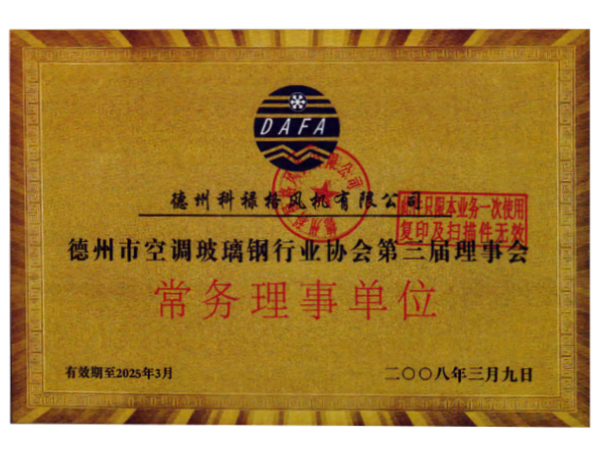 DAFA
德州科禄格风机有限公司
此件只限本业务一次使用
复印及扫描件无效
德州市空调玻璃钢行业协会第三届理事会
常务理事单位
有效期至2025年3月
二〇〇八年三月九日